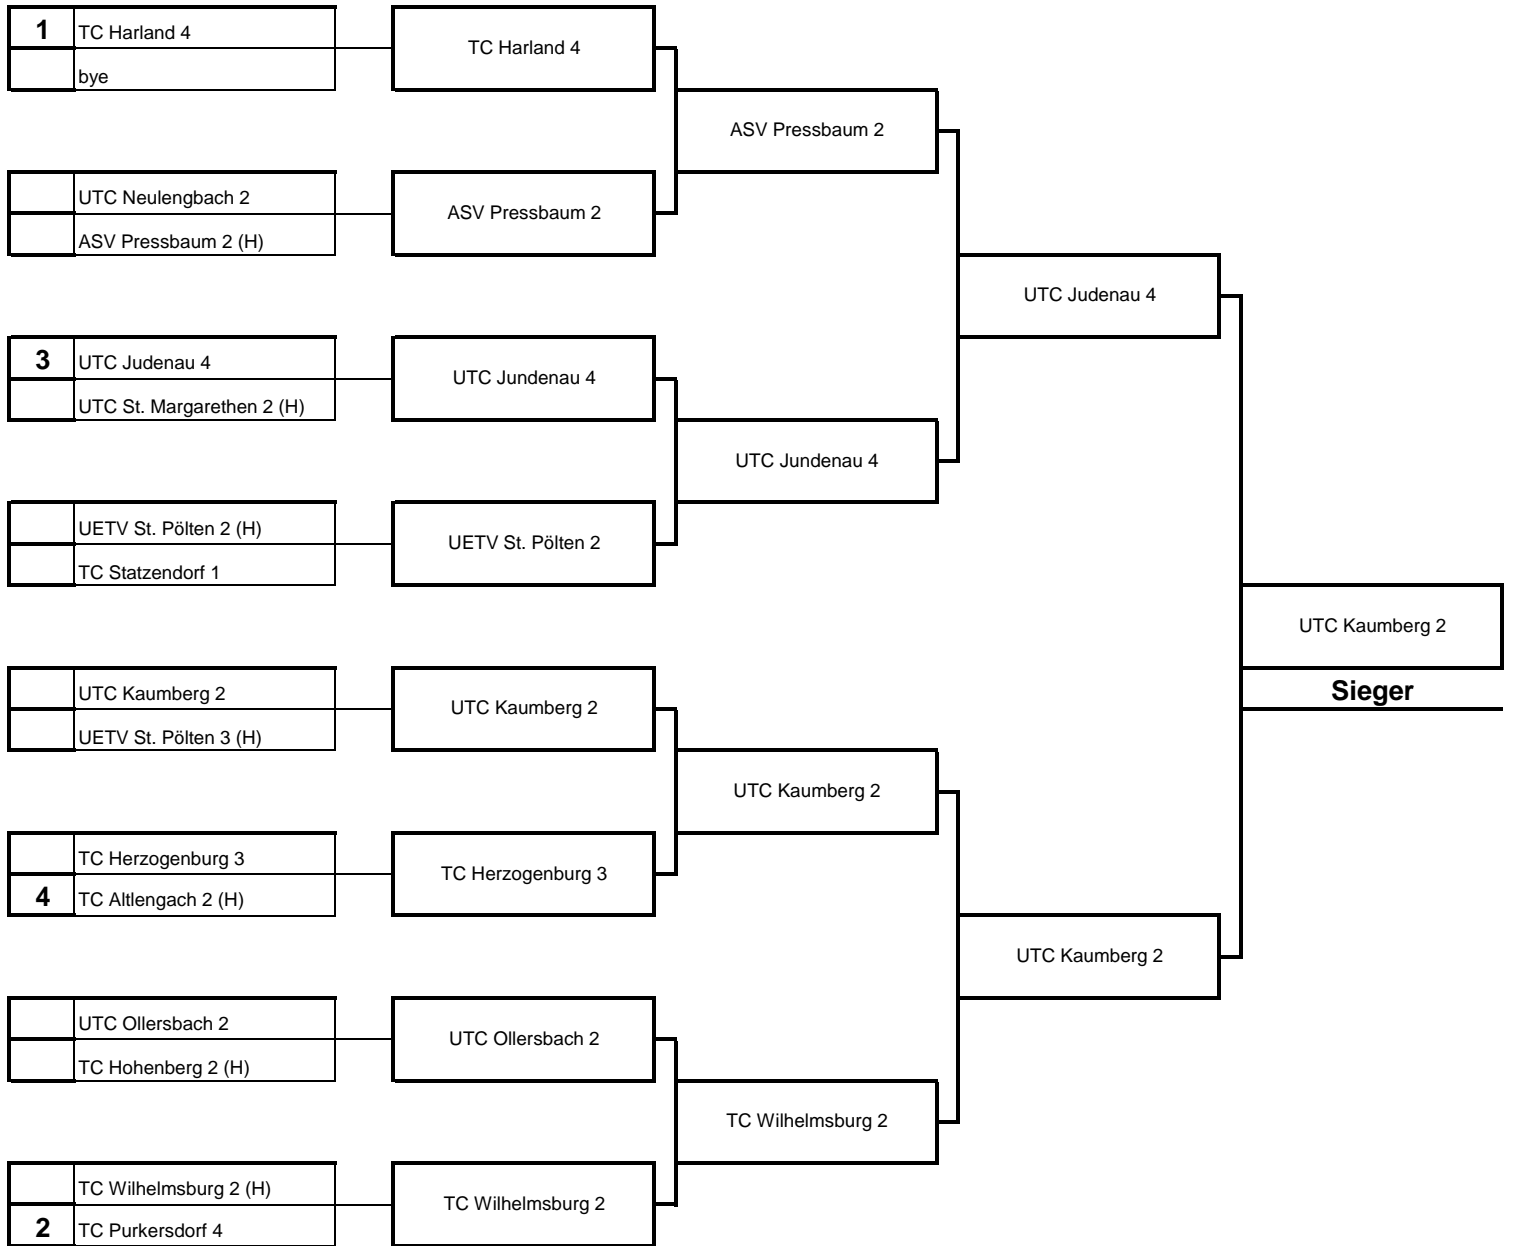 1
TC Harland 4
bye
UTC Neulengbach 2
ASV Pressbaum 2 (H)
3
UTC Judenau 4
UTC St. Margarethen 2 (H)
UETV St. Pölten 2 (H)
TC Statzendorf 1
UTC Kaumberg 2
UETV St. Pölten 3 (H)
TC Herzogenburg 3
4
TC Altlengach 2 (H)
UTC Ollersbach 2
TC Hohenberg 2 (H)
TC Wilhelmsburg 2 (H)
2
TC Purkersdorf 4
TC Harland 4
ASV Pressbaum 2
UTC Jundenau 4
UETV St. Pölten 2
UTC Kaumberg 2
TC Herzogenburg 3
UTC Ollersbach 2
TC Wilhelmsburg 2
ASV Pressbaum 2
UTC Jundenau 4
UTC Kaumberg 2
TC Wilhelmsburg 2
UTC Judenau 4
UTC Kaumberg 2
UTC Kaumberg 2
Sieger